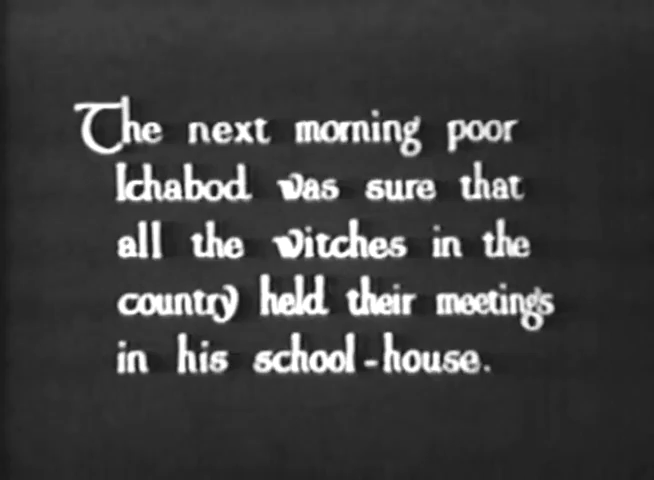 The next morning poor
Ichabod was sure that
all the witches in the
country held their meetings
in his school-house.